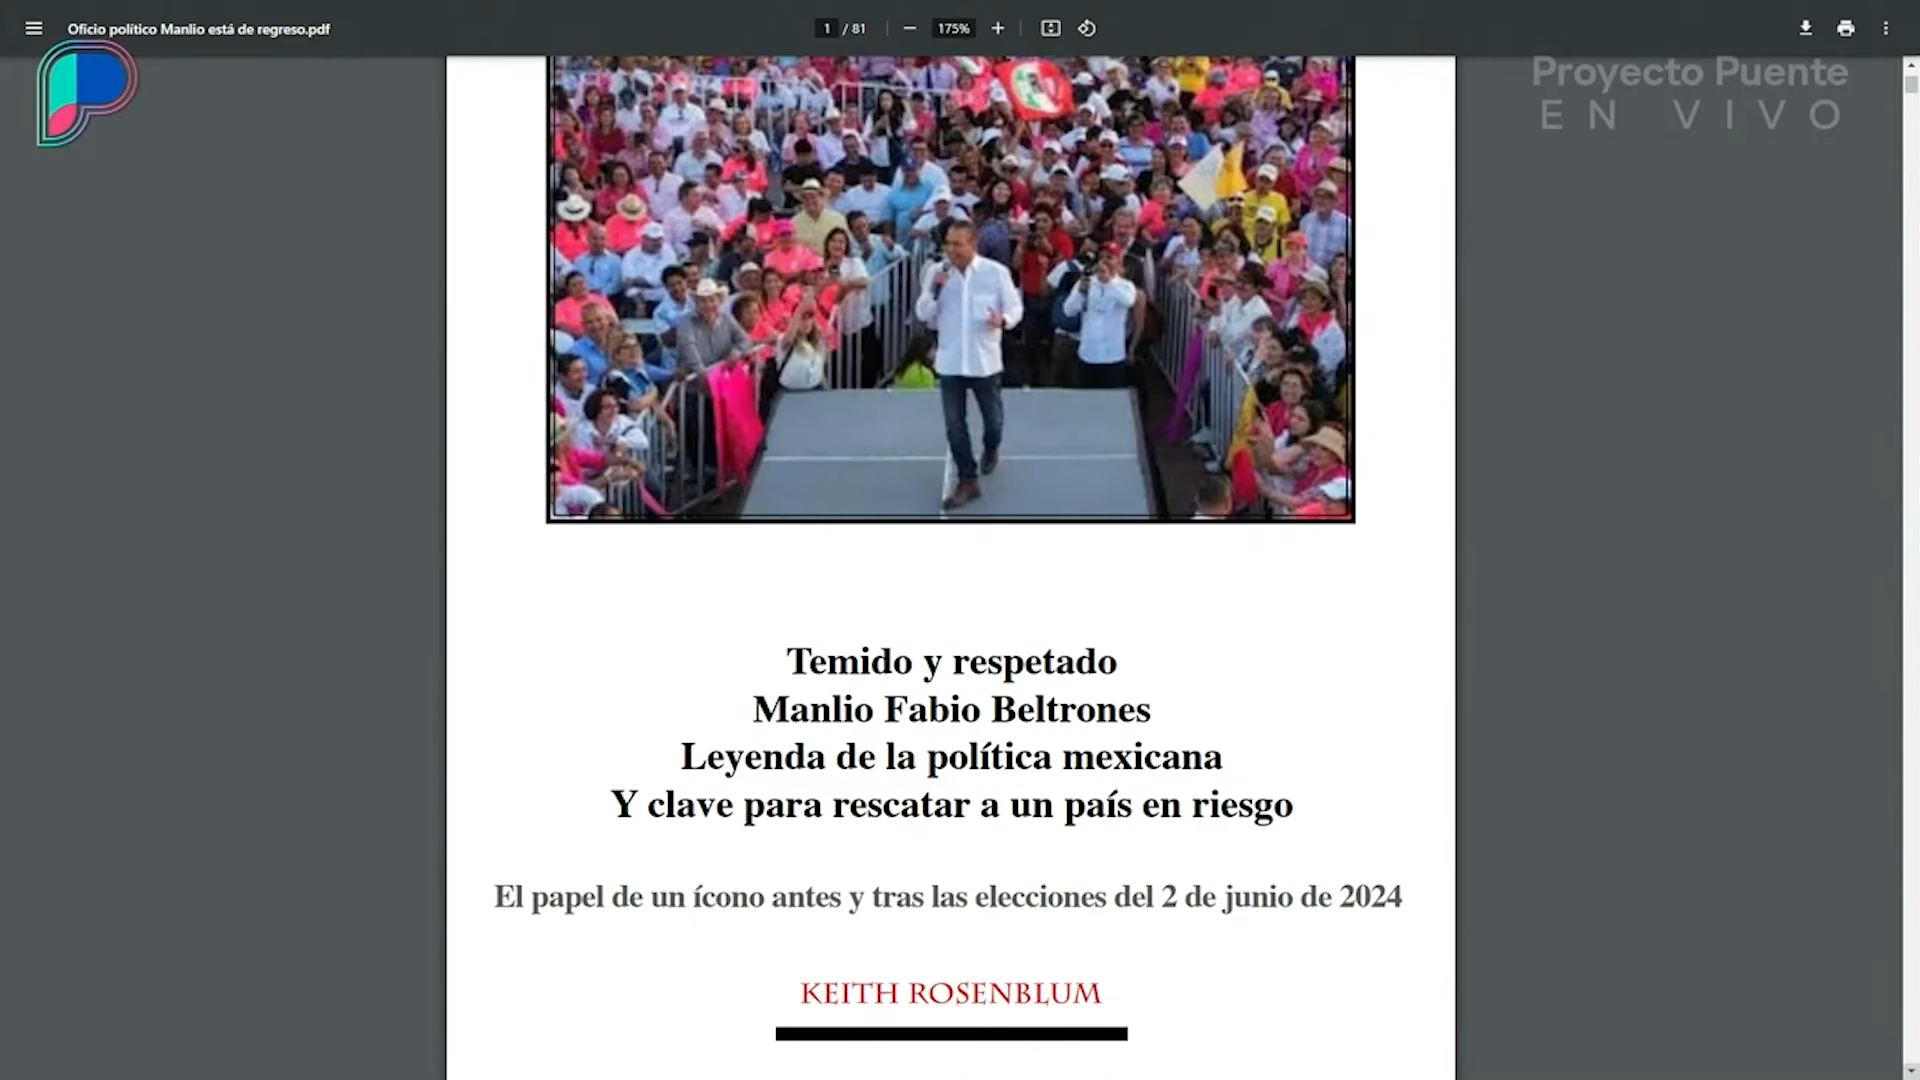 Oficio político Manlio está de regreso.pdf
1 / 81
175%
Proyecto Puente
EN VIVO
Temido y respetado
Manlio Fabio Beltrones
Leyenda de la política mexicana
Y clave para rescatar a un país en riesgo
El papel de un ícono antes y tras las elecciones del 2 de junio de 2024
KEITH ROSENBLUM